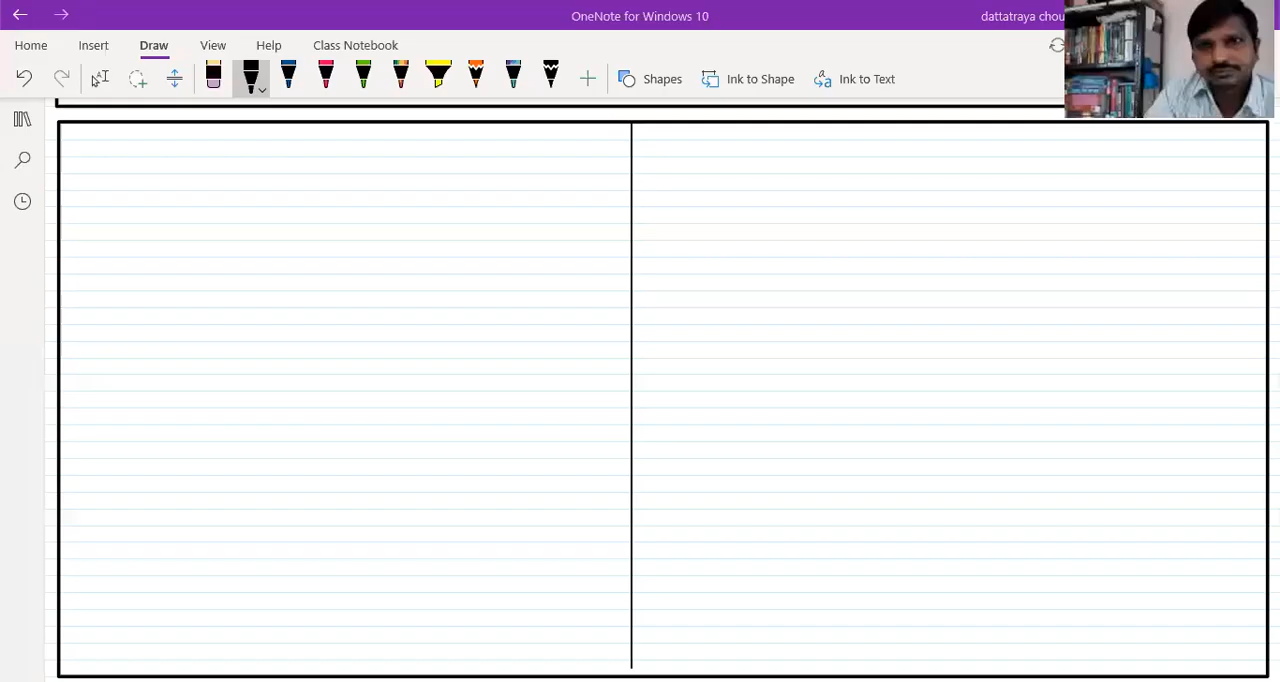 OneNote for Windows 10
dattatraya chou
Home Insert Draw View Help Class Notebook
Shapes Ink to Shape Ink to Text